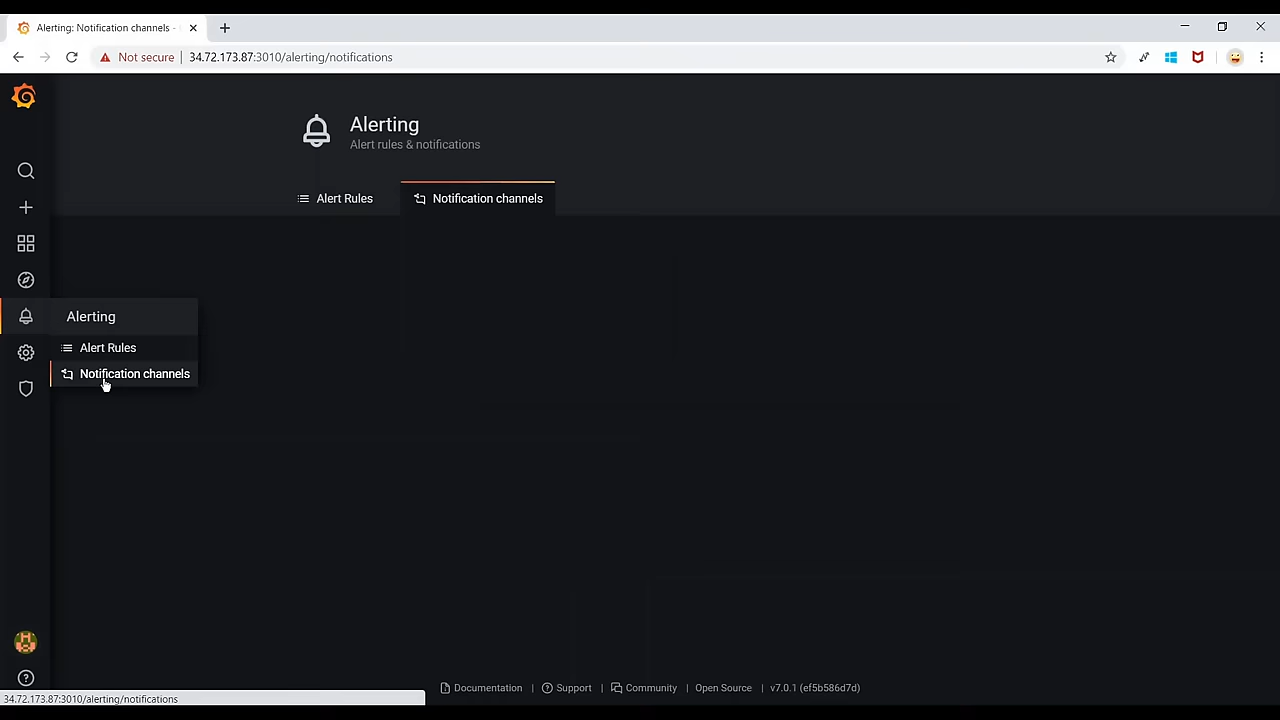 Alerting: Notification channels -
Not secure | 34.72.173.87:3010/alerting/notifications
Alerting
Alert rules & notifications
Alert Rules
Notification channels
Alerting
Alert Rules
Notification channels
Documentation | Support | Community | Open Source | v7.0.1 (ef5b586d7d)
34.72.173.87:3010/alerting/notifications